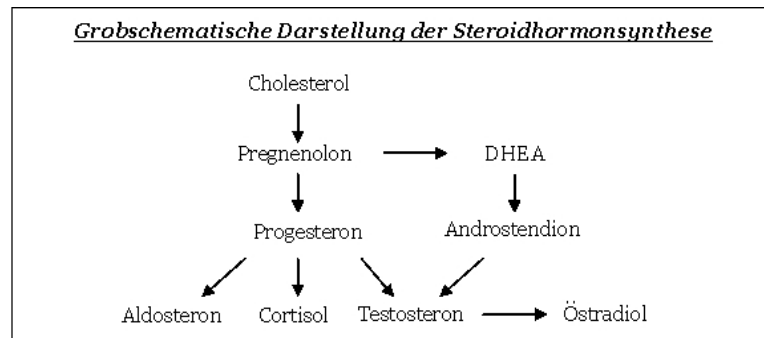 Grobschematische Darstellung der Steroidhormonsynthese
Cholesterol
Pregnenolon DHEA
Progesteron Androstendion
Aldosteron Cortisol Testosteron Östradiol